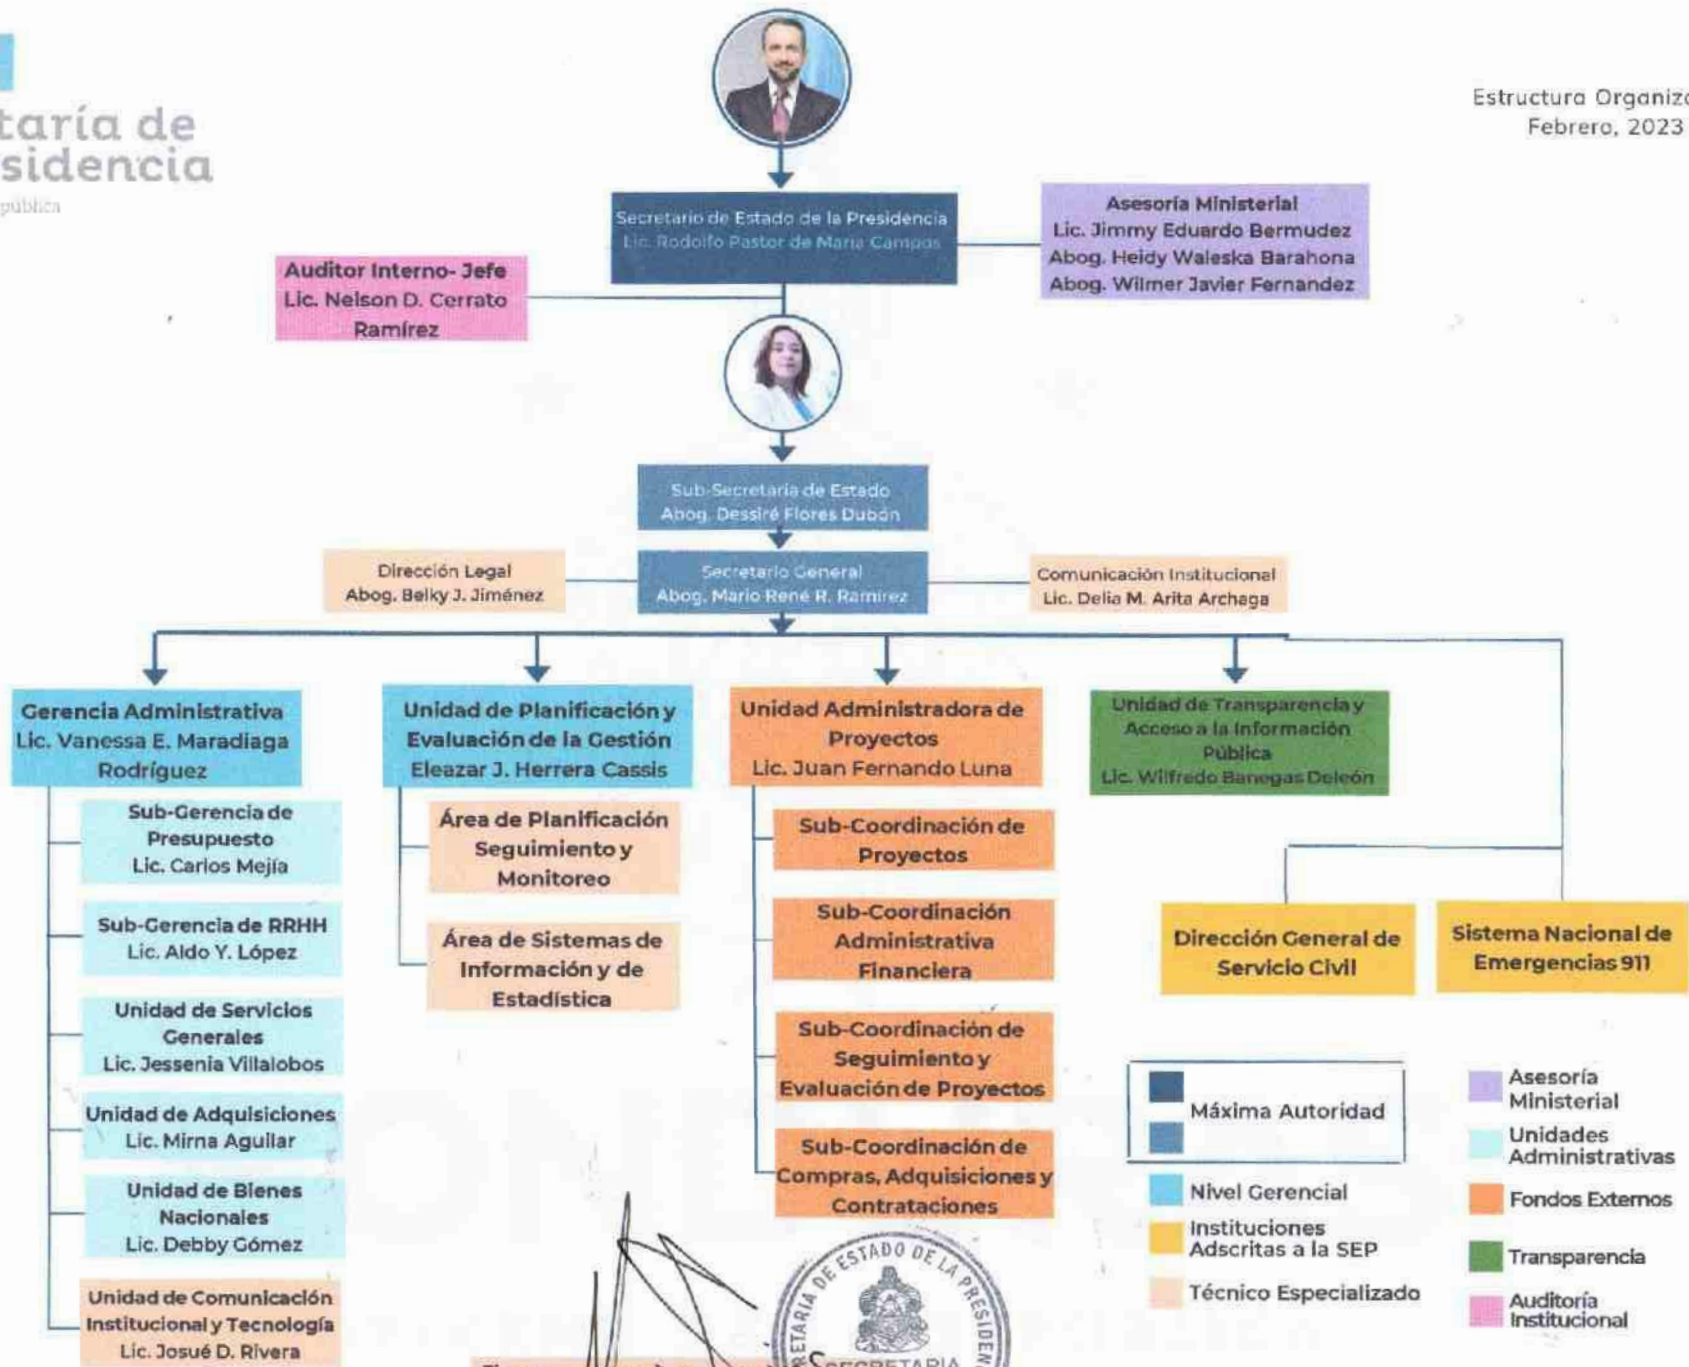 taría de
sidencia
pública
Estructura Organiza
Febrero, 2023
Secretario de Estado de la Presidencia
Lic. Rodolfo Pastor de Maria Campos
Asesoría Ministerial
Lic. Jimmy Eduardo Bermudez
Abog. Heidy Waleska Barahona
Abog. Wilmer Javier Fernandez
Auditor Interno- Jefe
Lic. Nelson D. Cerrato
Ramírez
Sub-Secretaria de Estado
Abog. Dessiré Flores Dubón
Dirección Legal
Abog. Belky J. Jiménez
Secretario General
Abog. Mario René R. Ramírez
Comunicación Institucional
Lic. Delia M. Arita Archaga
Gerencia Administrativa
Lic. Vanessa E. Maradiaga
Rodríguez
Sub-Gerencia de
Presupuesto
Lic. Carlos Mejía
Sub-Gerencia de RRHH
Lic. Aldo Y. López
Unidad de Servicios
Generales
Lic. Jessenia Villalobos
Unidad de Adquisiciones
Lic. Mirna Aguilar
Unidad de Bienes
Nacionales
Lic. Debby Gómez
Unidad de Comunicación
Institucional y Tecnología
Lic. Josué D. Rivera
Unidad de Planificación y
Evaluación de la Gestión
Eleazar J. Herrera Cassis
Área de Planificación
Seguimiento y
Monitoreo
Área de Sistemas de
Información y de
Estadística
Unidad Administradora de
Proyectos
Lic. Juan Fernando Luna
Sub-Coordinación de
Proyectos
Sub-Coordinación
Administrativa
Financiera
Sub-Coordinación de
Seguimiento y
Evaluación de Proyectos
Sub-Coordinación de
Compras, Adquisiciones y
Contrataciones
Unidad de Transparencia y
Acceso a la Información
Pública
Lic. Wilfredo Banegas Deleón
Dirección General de
Servicio Civil
Sistema Nacional de
Emergencias 911
Máxima Autoridad
Nivel Gerencial
Instituciones
Adscritas a la SEP
Técnico Especializado
Asesoría
Ministerial
Unidades
Administrativas
Fondos Externos
Transparencia
Auditoría
Institucional
RETARIA DE ESTADO DE LA PRESIDEN
SECRETARIA